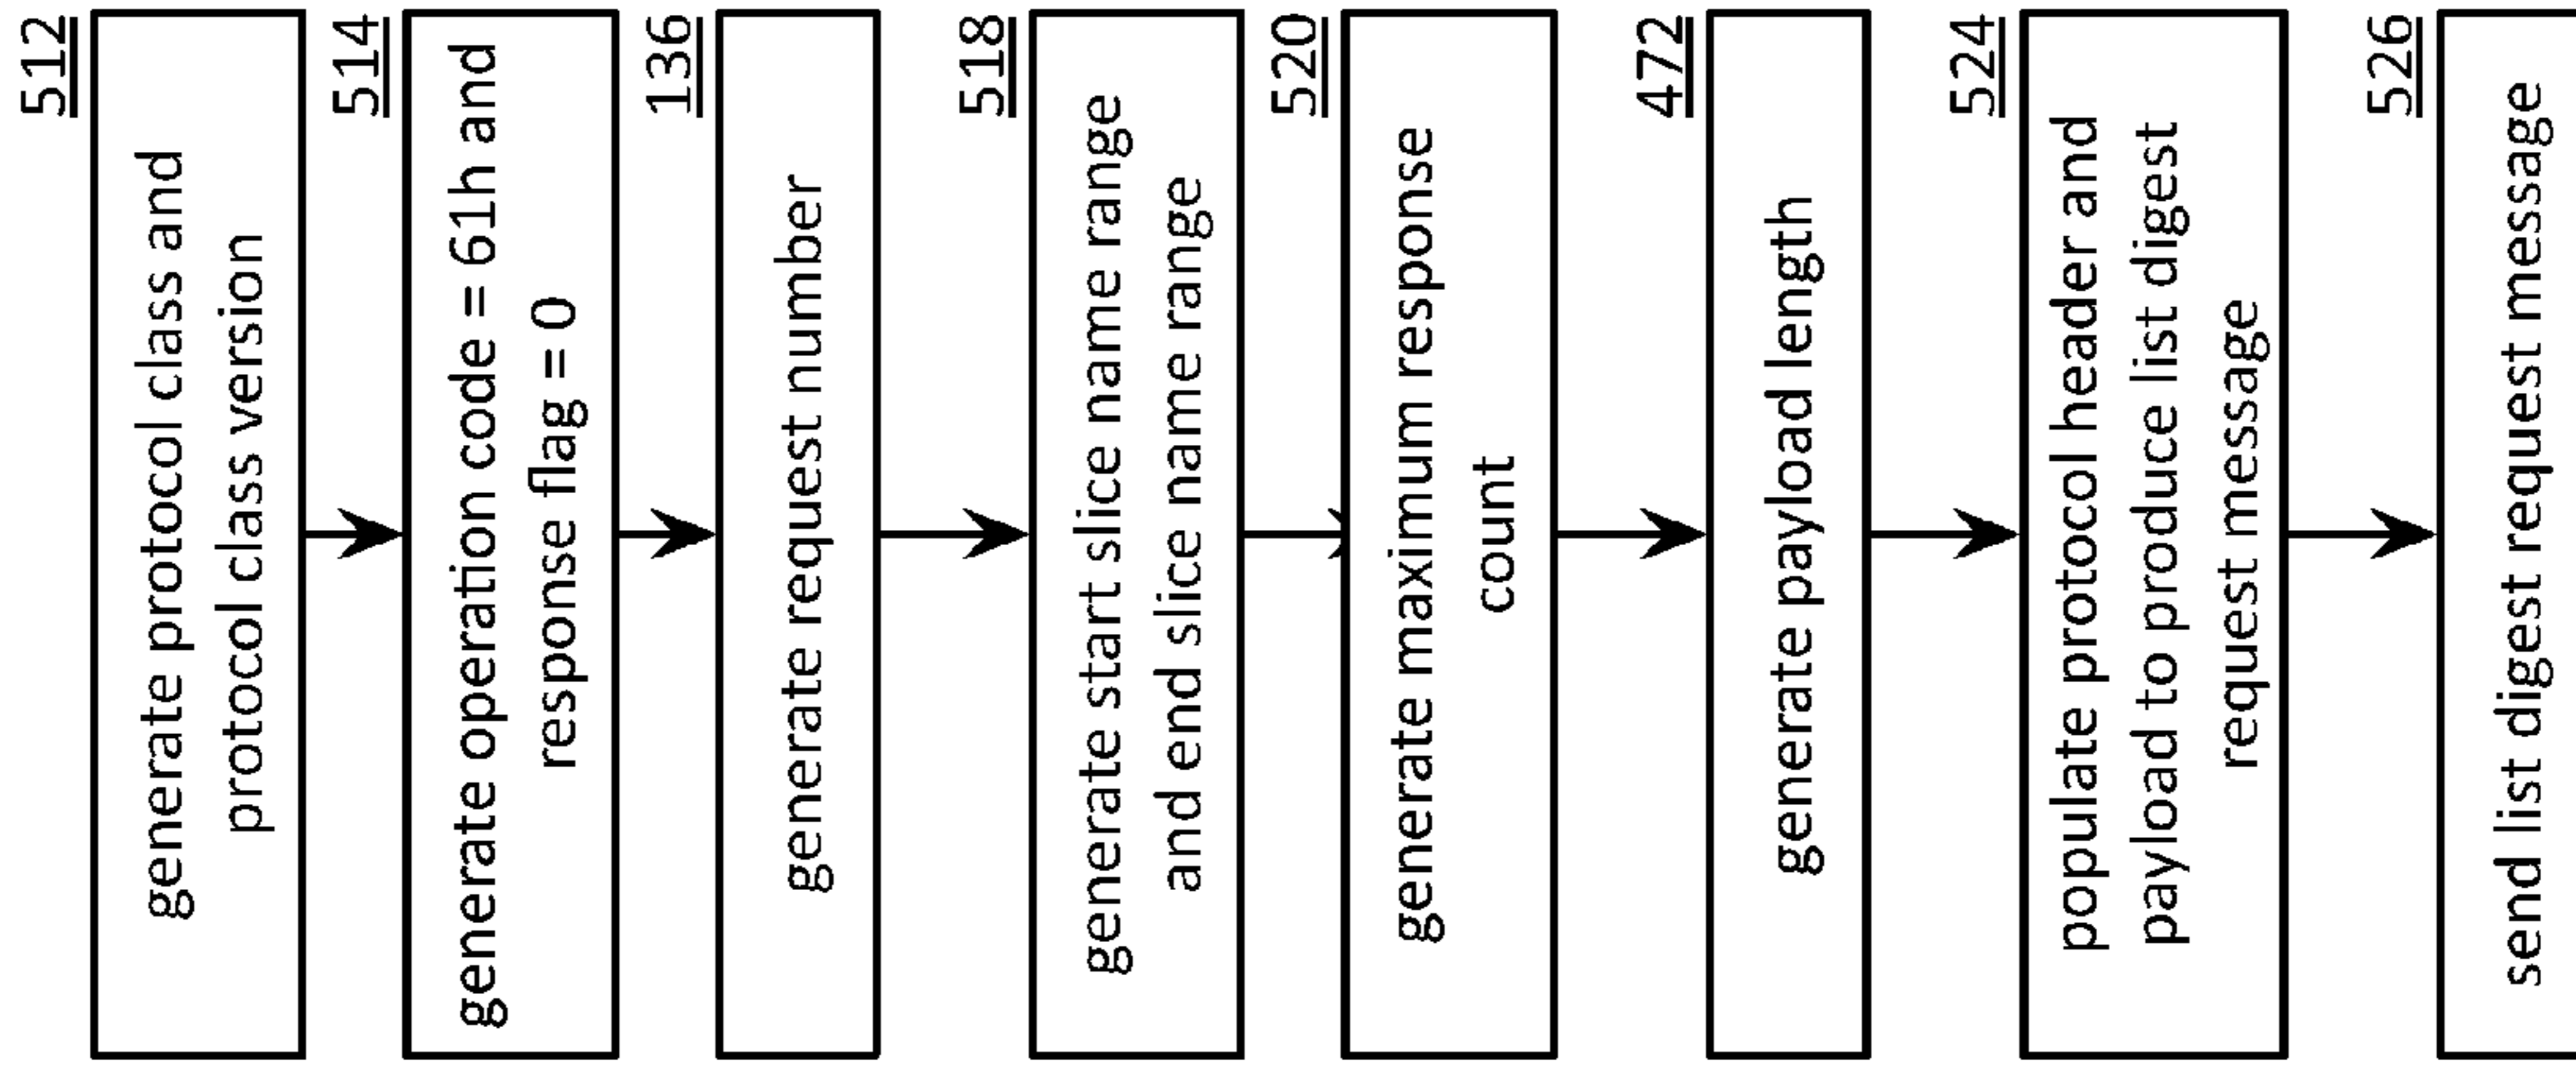 512
generate protocol class and
protocol class version
514
generate operation code = 61h and
response flag = 0
136
generate request number
518
generate start slice name range
and end slice name range
520
generate maximum response
count
472
generate payload length
524
populate protocol header and
payload to produce list digest
request message
526
send list digest request message